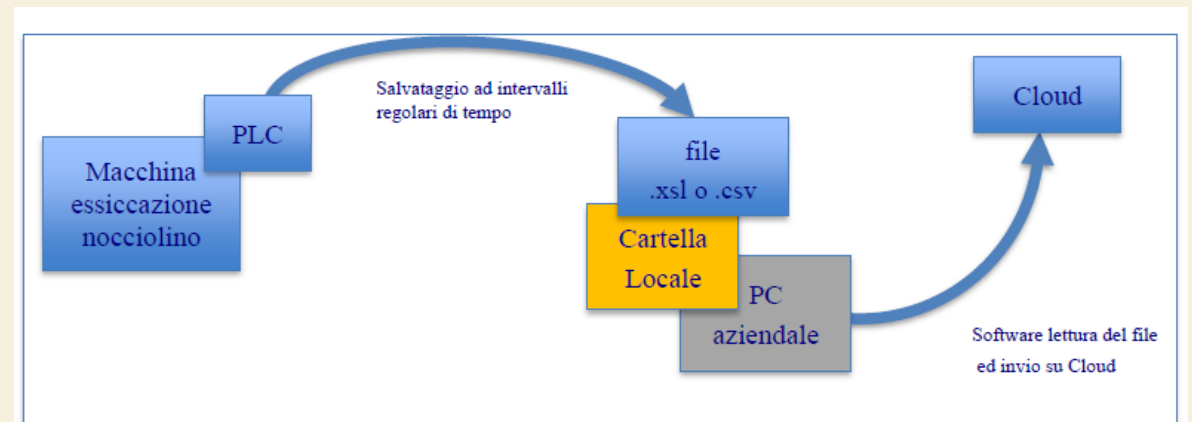 PLC
Macchina
essiccazione
nocciolino
Salvataggio ad intervalli
regolari di tempo
file
.xsl o .csv
Cartella
Locale
PC
aziendale
Cloud
Software lettura del file
ed invio su Cloud